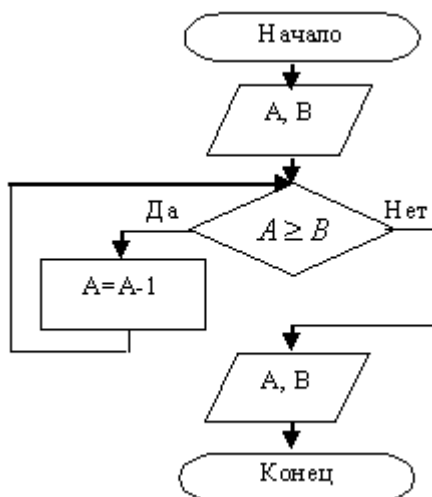 Начало
А, В
Да
Нет
A ≥ B
А=А-1
А, В
Конец